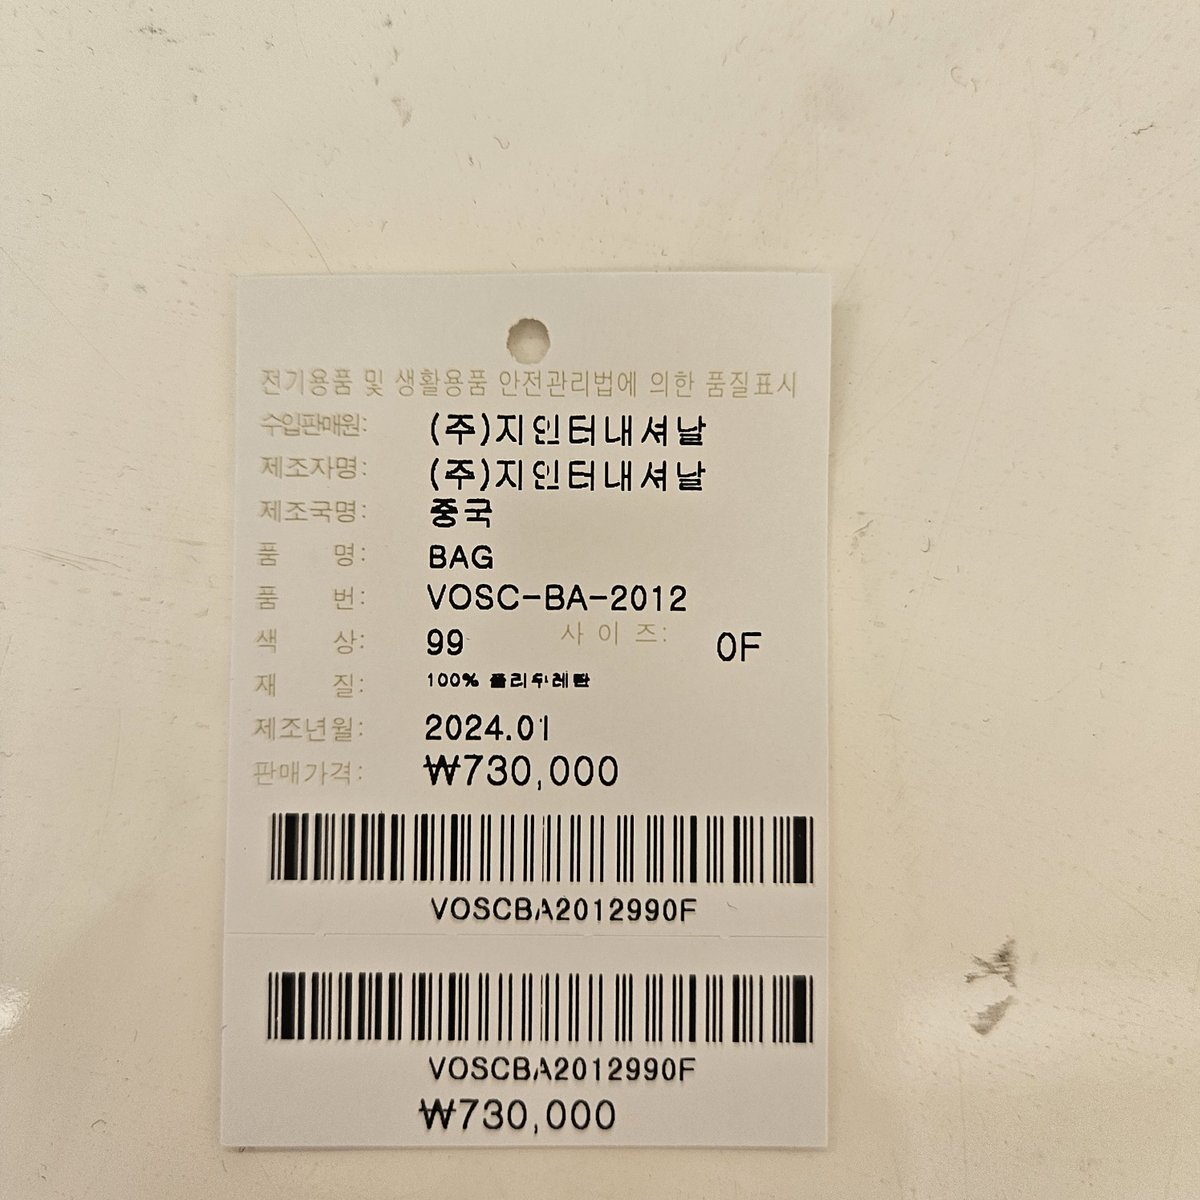 전기용품 및 생활용품 안전관리법에 의한 품질표시
수입판매원: (주)지인터내셔날
제조자명: (주)지인터내셔날
제조국명: 중국
품 명: BAG
품 번: VOSC-BA-2012
색 상: 99 사 이 즈: 0F
재 질: 100% 폴리우레탄
제조년월: 2024.01
판매가격: ₩730,000
VOSCBA2012990F
VOSCBA2012990F
₩730,000